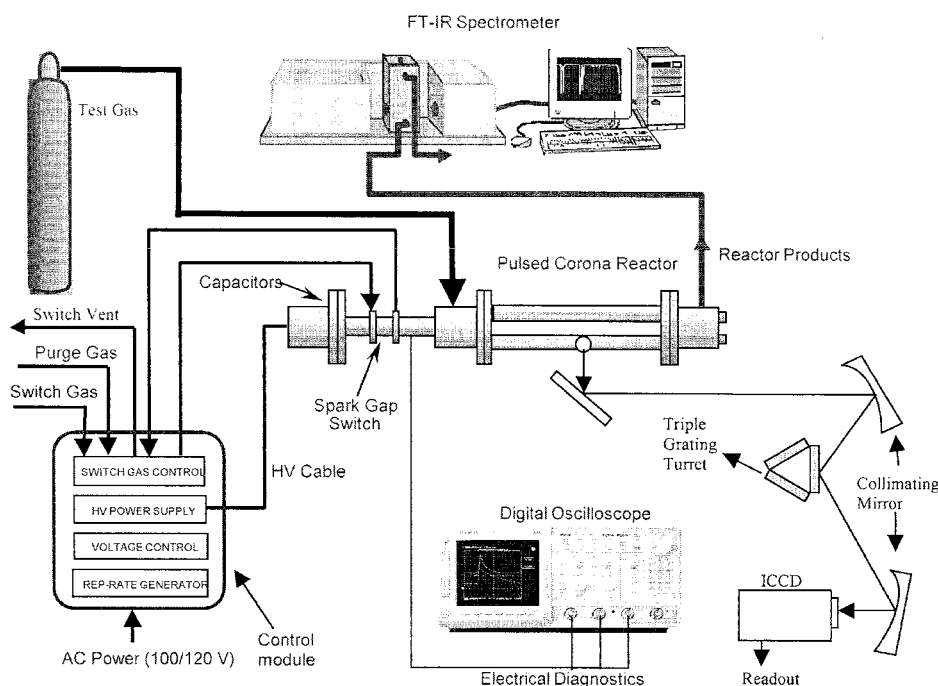 FT-IR Spectrometer
Test Gas
Pulsed Corona Reactor
Reactor Products
Capacitors
Switch Vent
Purge Gas
Switch Gas
Spark Gap
Switch
HV Cable
SWITCH GAS CONTROL
HV POWER SUPPLY
VOLTAGE CONTROL
REP-RATE GENERATOR
Control
module
AC Power (100/120 V)
Digital Oscilloscope
Electrical Diagnostics
Triple
Grating
Turret
Collimating
Mirror
ICCD
Readout